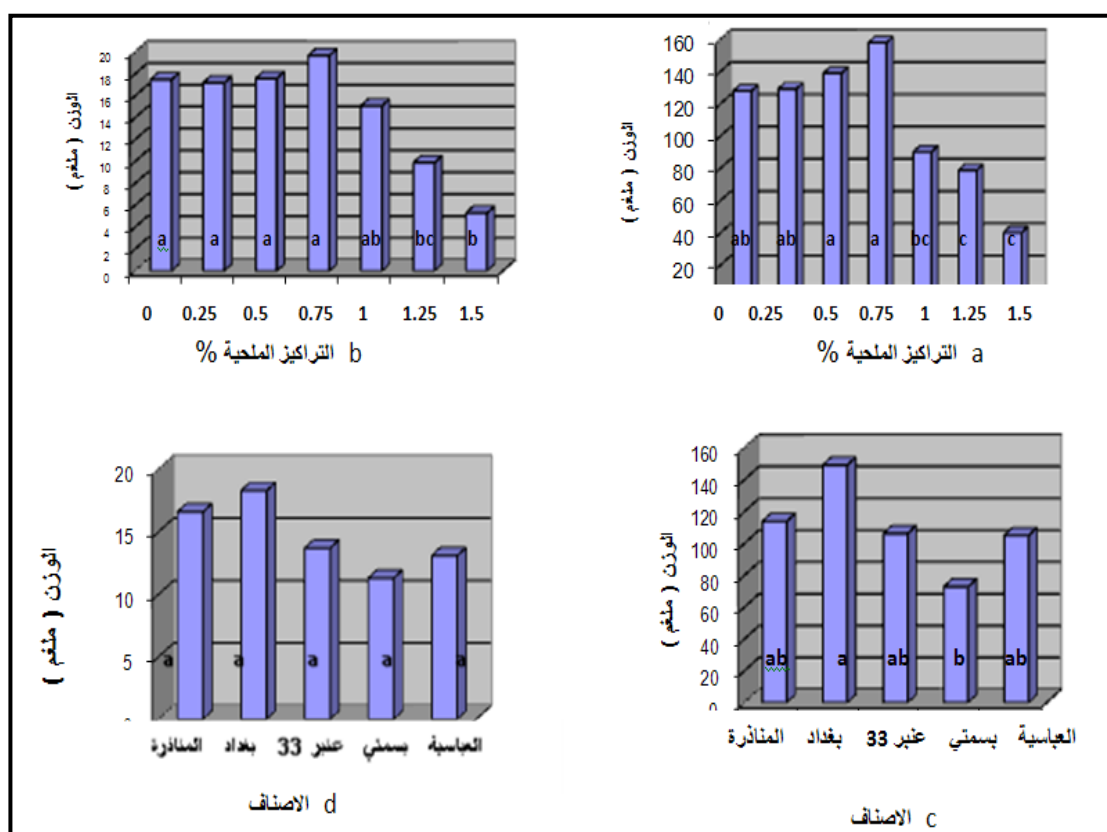 20
18
16
14
12
10
8
6
4
2
0
الوزن ( ملغم )
a a a a ab bc b
0 0.25 0.5 0.75 1 1.25 1.5
b التراكيز الملحية %
160
140
120
100
80
60
40
20
الوزن ( ملغم )
ab ab a a bc c c
0 0.25 0.5 0.75 1 1.25 1.5
a التراكيز الملحية %
20
15
10
5
الوزن ( ملغم )
a a a a a
المناذرة بغداد عنبر 33 بسمتي العباسية
d الاصناف
160
140
120
100
80
60
40
20
0
الوزن ( ملغم )
ab a ab b ab
المناذرة بغداد عنبر 33 بسمتي العباسية
c الاصناف